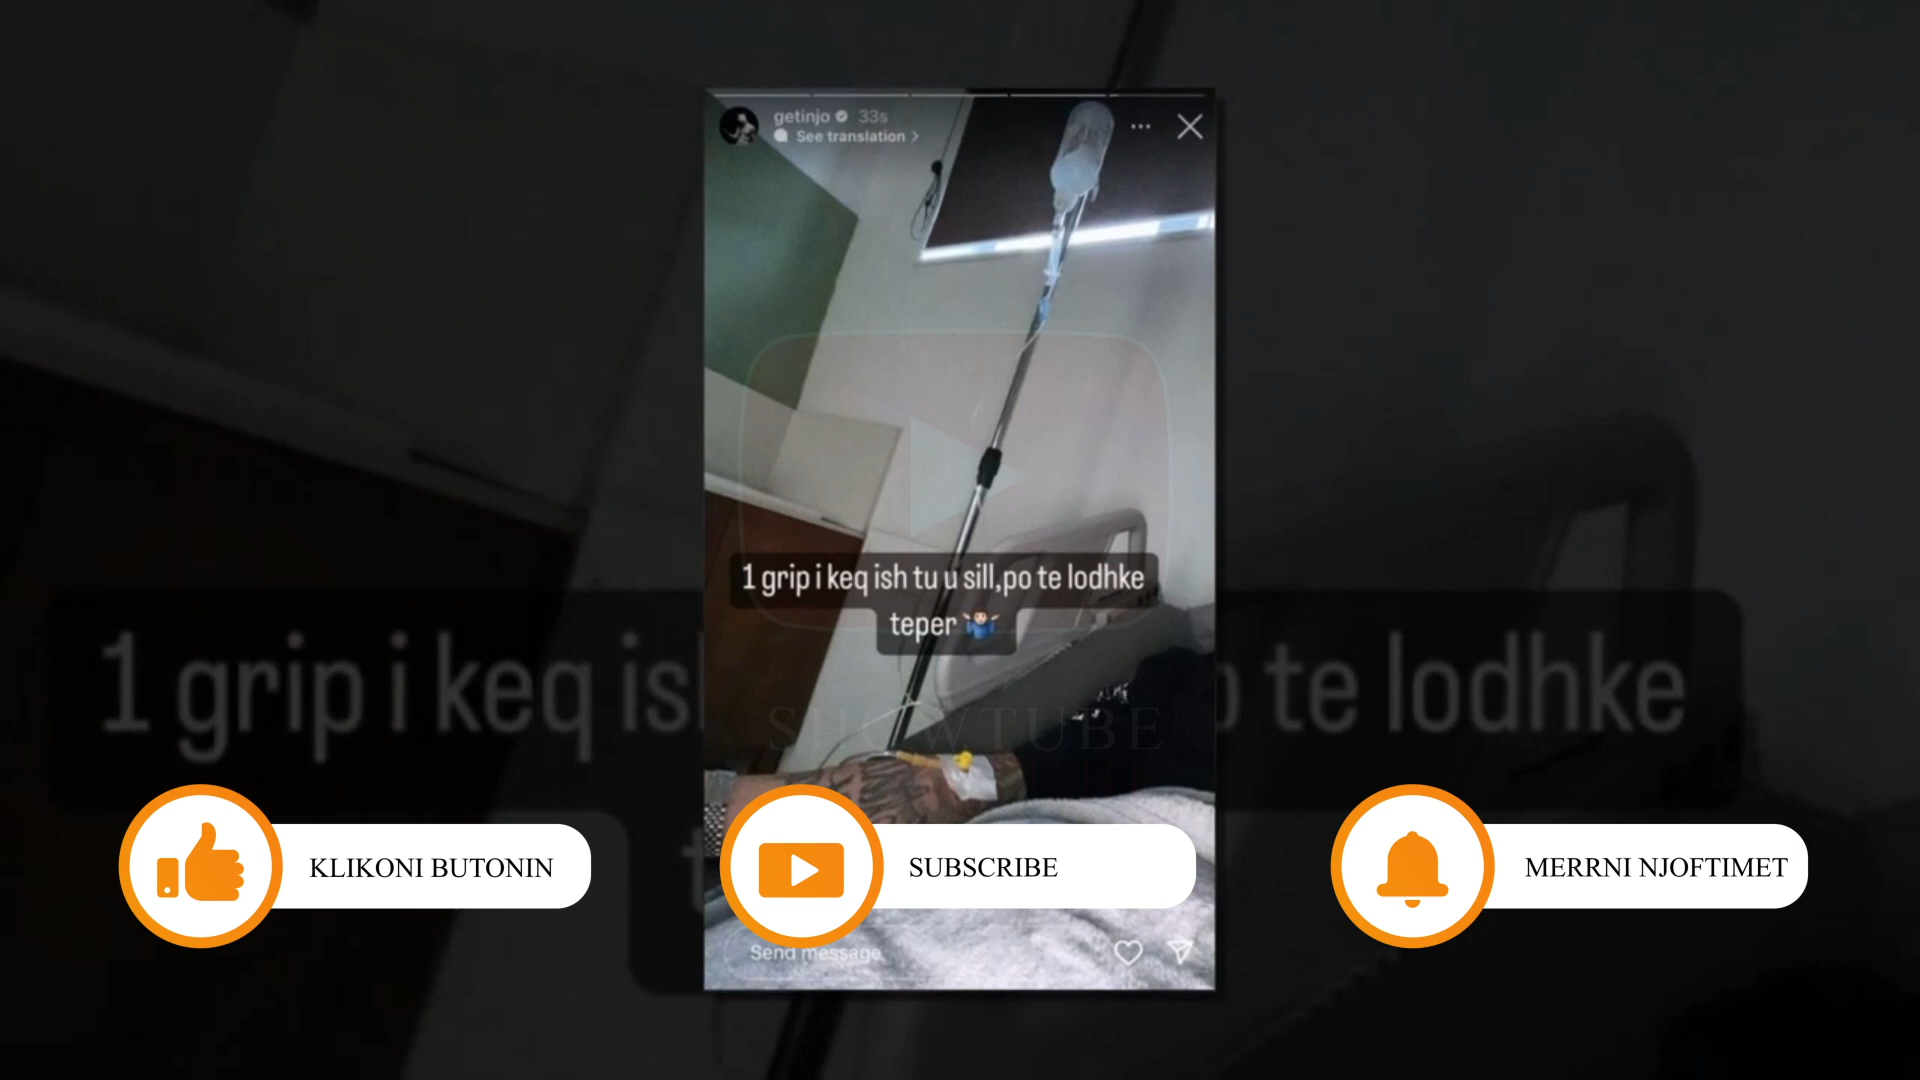 getinjo 33s
See translation >
1 grip i keq ish tu u sill,po te lodhke
teper 🤷🏻‍♂️
SHOWTUBE
KLIKONI BUTONIN
SUBSCRIBE
MERRNI NJOFTIMET
Send message
1 grip i keq is
te lodhke